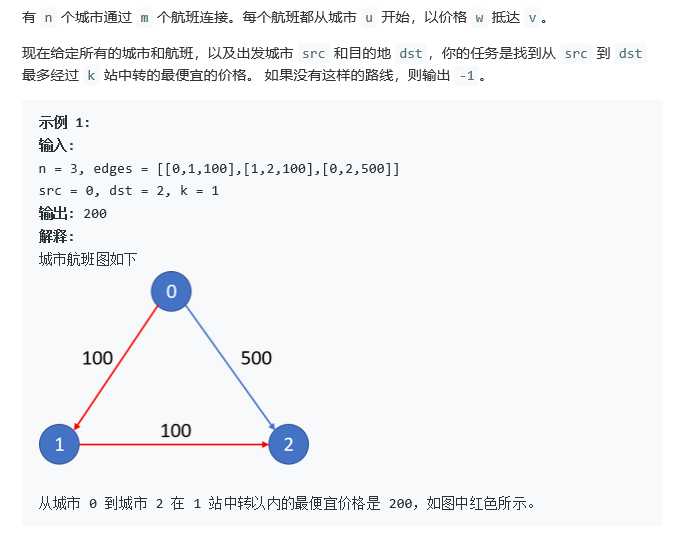 有 n 个城市通过 m 个航班连接。每个航班都从城市 u 开始，以价格 w 抵达 v 。
现在给定所有的城市和航班，以及出发城市 src 和目的地 dst ，你的任务是找到从 src 到 dst
最多经过 k 站中转的最便宜的价格。 如果没有这样的路线，则输出 -1 。
示例 1:
输入:
n = 3, edges = [[0,1,100],[1,2,100],[0,2,500]]
src = 0, dst = 2, k = 1
输出: 200
解释:
城市航班图如下
0
100 500
100
1 2
从城市 0 到城市 2 在 1 站中转以内的最便宜价格是 200，如图中红色所示。